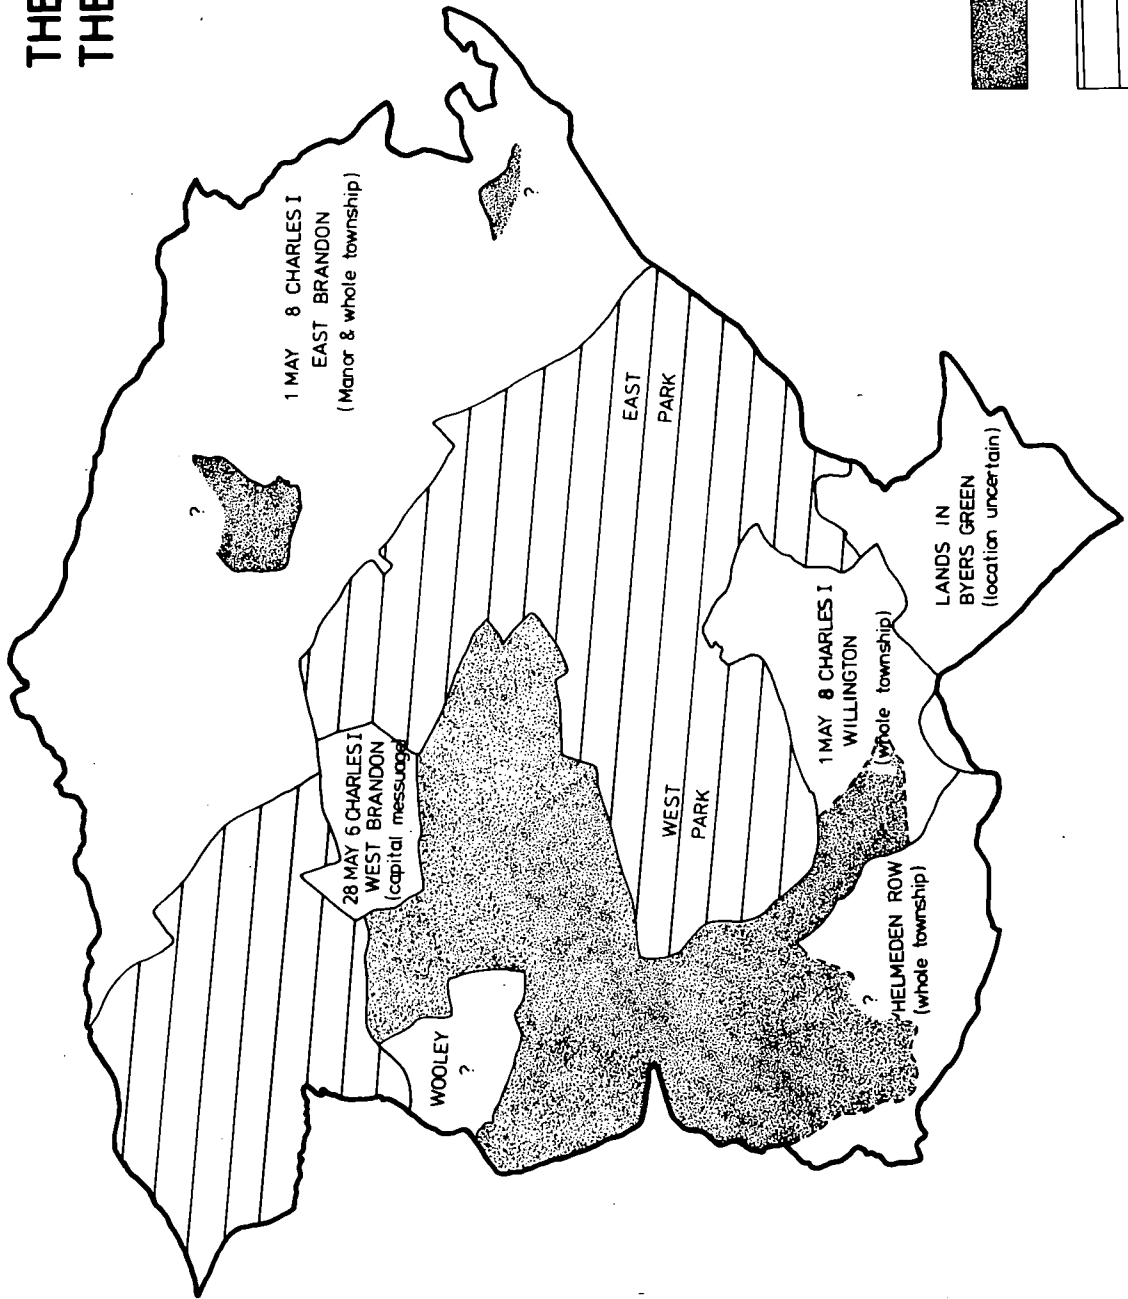 THE
THE
1 MAY 8 CHARLES I
EAST BRANDON
(Manor & whole township)
?
?
EAST
PARK
28 MAY 6 CHARLES I
WEST BRANDON
(capital messuage)
WEST
PARK
WOOLEY
?
1 MAY 8 CHARLES I
WILLINGTON
(whole township)
LANDS IN
BYERS GREEN
(location uncertain)
HELMEDEN ROW
(whole township)
?